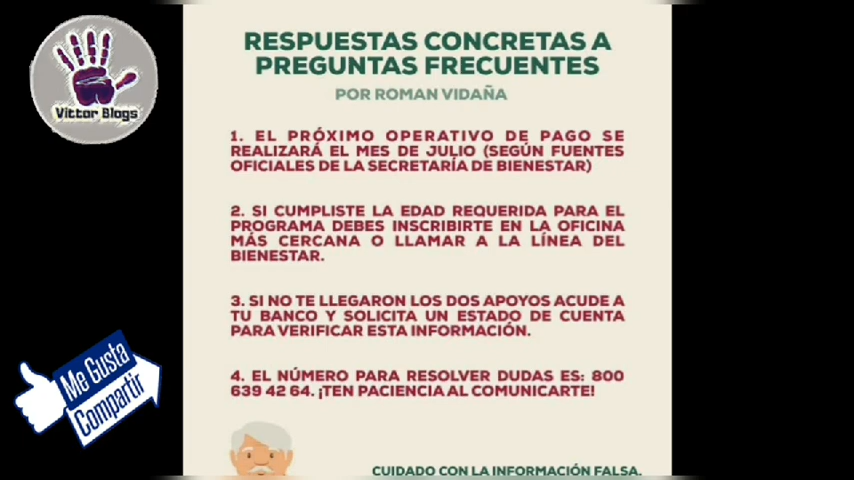 RESPUESTAS CONCRETAS A
PREGUNTAS FRECUENTES
POR ROMAN VIDAÑA
1. EL PRÓXIMO OPERATIVO DE PAGO SE
REALIZARÁ EL MES DE JULIO (SEGÚN FUENTES
OFICIALES DE LA SECRETARÍA DE BIENESTAR)
2. SI CUMPLISTE LA EDAD REQUERIDA PARA EL
PROGRAMA DEBES INSCRIBIRTE EN LA OFICINA
MÁS CERCANA O LLAMAR A LA LÍNEA DEL
BIENESTAR.
3. SI NO TE LLEGARON LOS DOS APOYOS ACUDE A
TU BANCO Y SOLICITA UN ESTADO DE CUENTA
PARA VERIFICAR ESTA INFORMACIÓN.
4. EL NÚMERO PARA RESOLVER DUDAS ES: 800
639 42 64. ¡TEN PACIENCIA AL COMUNICARTE!
CUIDADO CON LA INFORMACIÓN FALSA.
Vittor Blogs
Me Gusta
Compartir